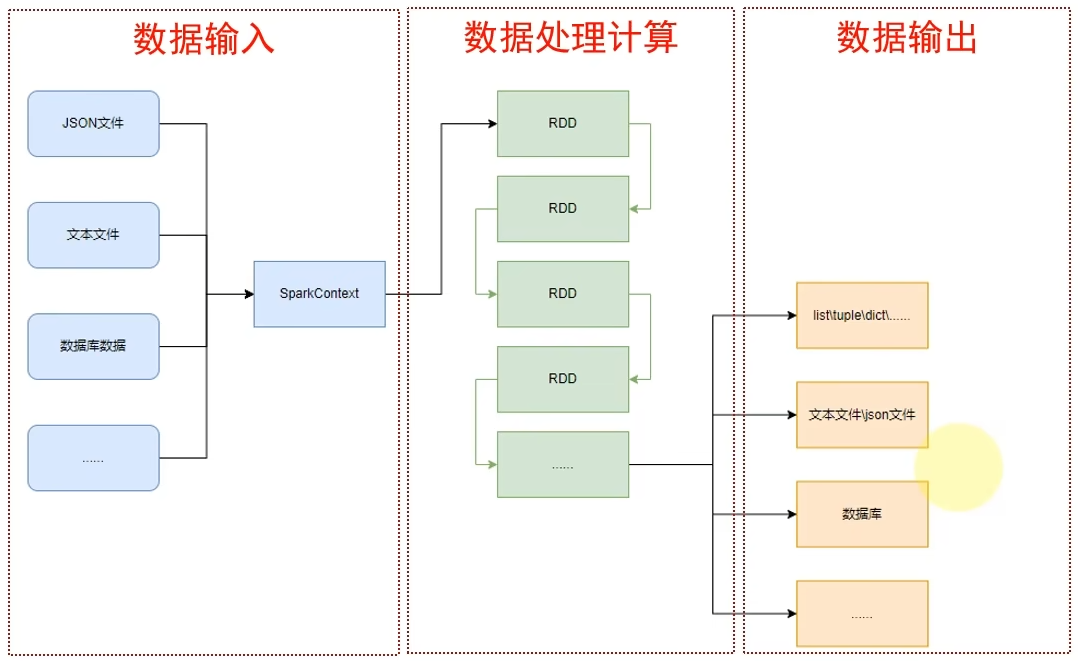 数据输入
数据处理计算
数据输出
JSON文件
文本文件
数据库数据
......
SparkContext
RDD
RDD
RDD
RDD
......
list\tuple\dict\......
文本文件\json文件
数据库
......